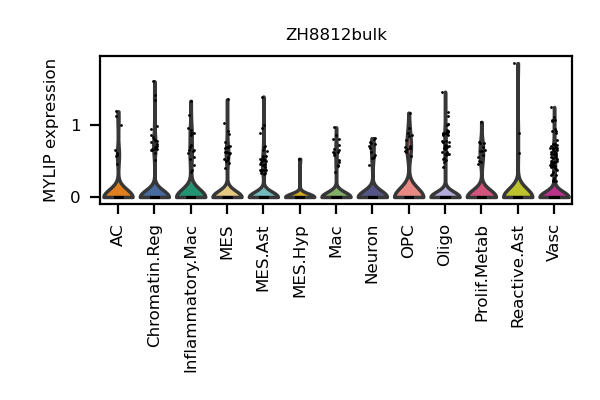 ZH8812bulk
MYLIP expression
1
0
AC
Chromatin.Reg
Inflammatory.Mac
MES
MES.Ast
MES.Hyp
Mac
Neuron
OPC
Oligo
Prolif.Metab
Reactive.Ast
Vasc